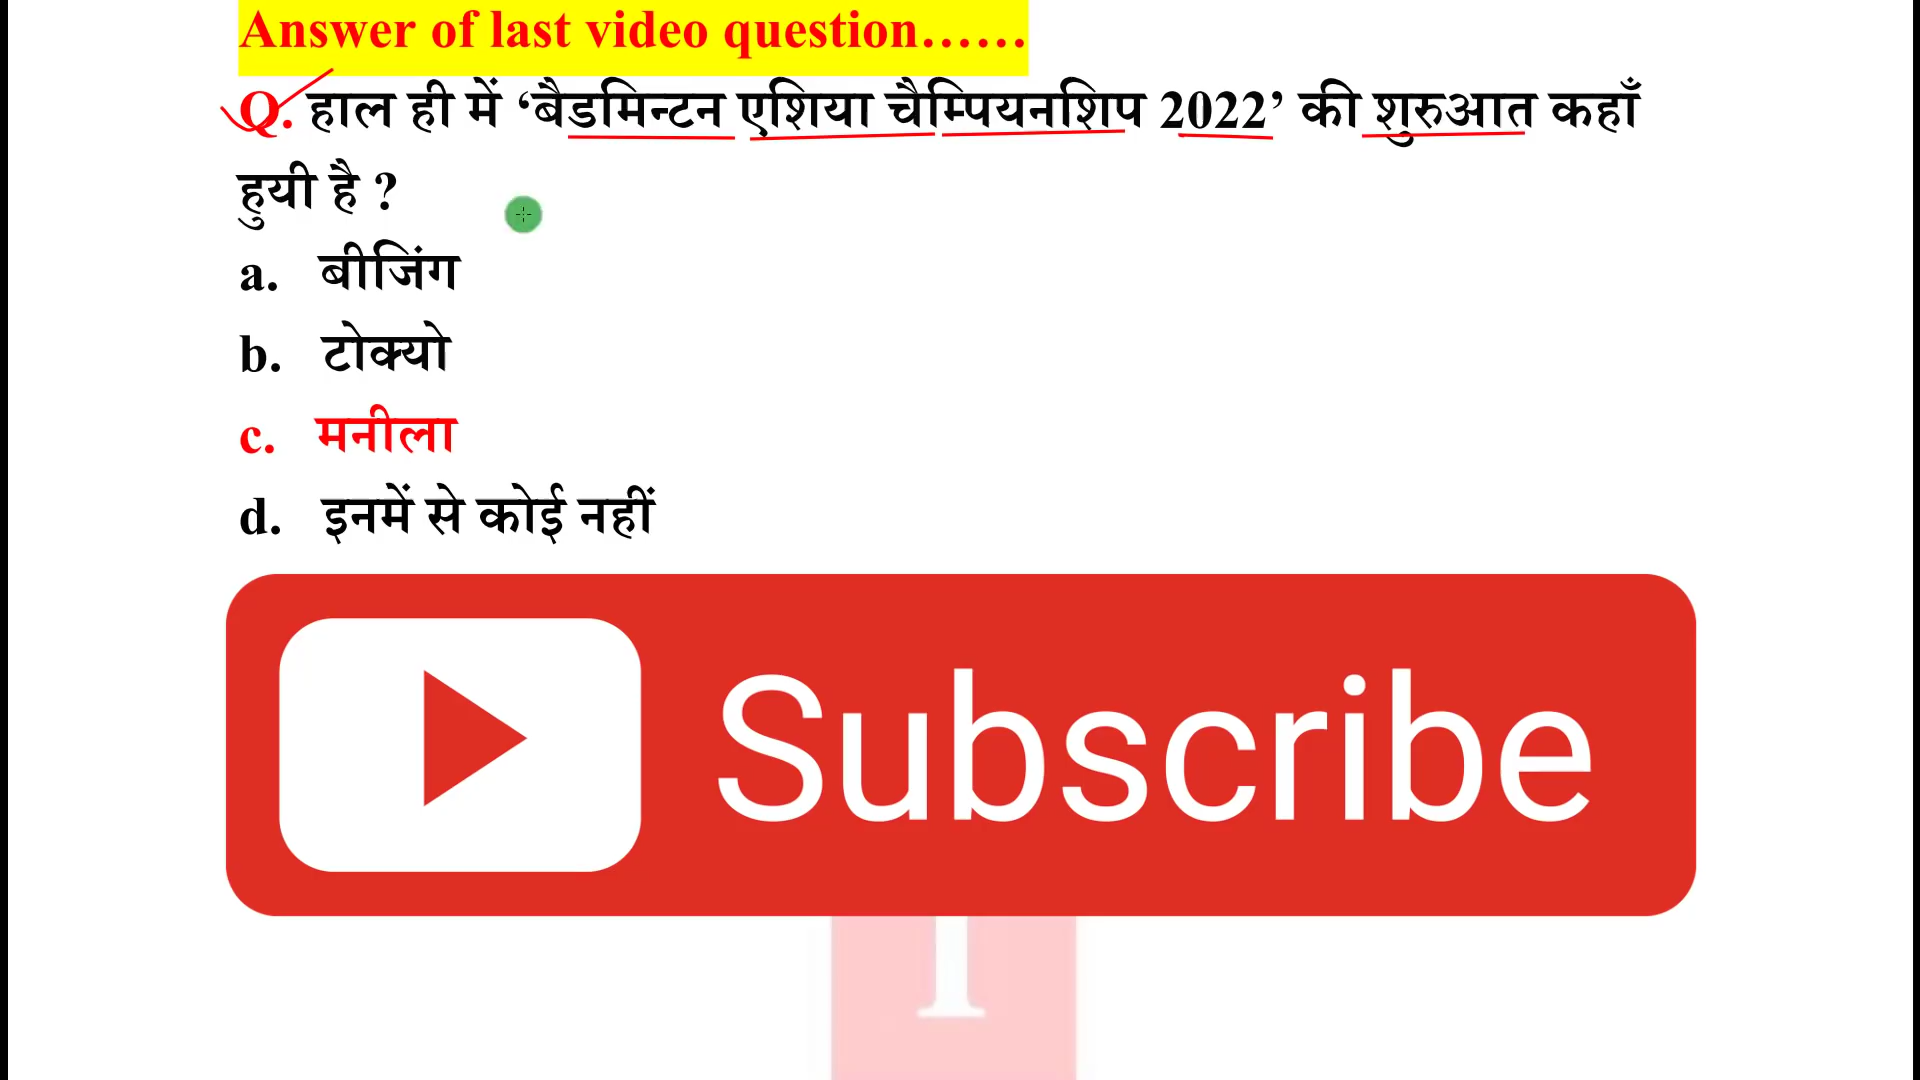 Answer of last video question……
Q. हाल ही में ‘बैडमिन्टन एशिया चैम्पियनशिप 2022’ की शुरुआत कहाँ
हुयी है ?
a. बीजिंग
b. टोक्यो
c. मनीला
d. इनमें से कोई नहीं
Subscribe